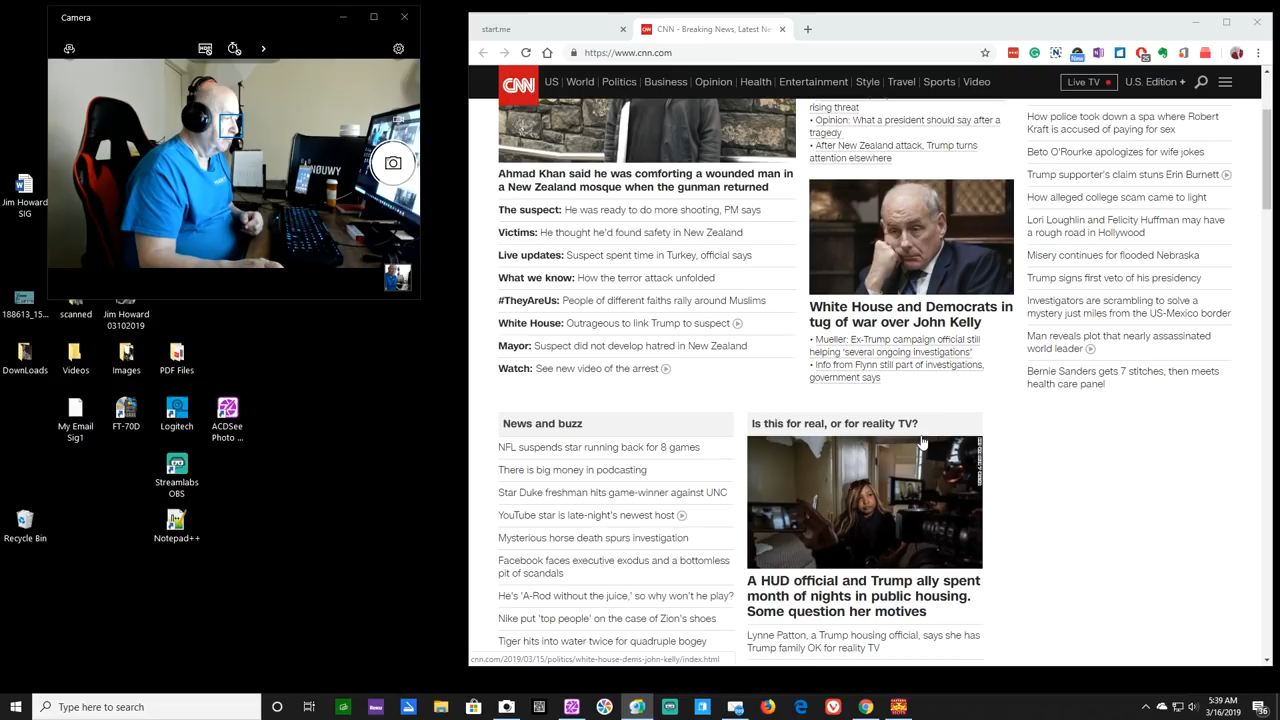 Camera
NOUWY
Jim Howard
SIG
188613_15...
scanned
Jim Howard
03102019
DownLoads
Videos
Images
PDF Files
My Email
Sig1
FT-70D
Logitech
ACDSee
Photo ...
Streamlabs
OBS
Recycle Bin
Notepad++
start.me
CNN - Breaking News, Latest Ne
https://www.cnn.com
New
CNN
US
World
Politics
Business
Opinion
Health
Entertainment
Style
Travel
Sports
Video
Live TV
U.S. Edition +
Ahmad Khan said he was comforting a wounded man in
a New Zealand mosque when the gunman returned
The suspect: He was ready to do more shooting, PM says
Victims: He thought he'd found safety in New Zealand
Live updates: Suspect spent time in Turkey, official says
What we know: How the terror attack unfolded
#TheyAreUs: People of different faiths rally around Muslims
White House: Outrageous to link Trump to suspect
Mayor: Suspect did not develop hatred in New Zealand
Watch: See new video of the arrest
rising threat
• Opinion: What a president should say after a
tragedy
• After New Zealand attack, Trump turns
attention elsewhere
White House and Democrats in
tug of war over John Kelly
• Mueller: Ex-Trump campaign official still
helping 'several ongoing investigations'
• Info from Flynn still part of investigations,
government says
How police took down a spa where Robert
Kraft is accused of paying for sex
Beto O'Rourke apologizes for wife jokes
Trump supporter's claim stuns Erin Burnett
How alleged college scam came to light
Lori Loughlin and Felicity Huffman may have
a rough road in Hollywood
Misery continues for flooded Nebraska
Trump signs first veto of his presidency
Investigators are scrambling to solve a
mystery just miles from the US-Mexico border
Man reveals plot that nearly assassinated
world leader
Bernie Sanders gets 7 stitches, then meets
health care panel
News and buzz
NFL suspends star running back for 8 games
There is big money in podcasting
Star Duke freshman hits game-winner against UNC
YouTube star is late-night's newest host
Mysterious horse death spurs investigation
Facebook faces executive exodus and a bottomless
pit of scandals
He's 'A-Rod without the juice,' so why won't he play?
Nike put 'top people' on the case of Zion's shoes
Tiger hits into water twice for quadruple bogey
Is this for real, or for reality TV?
A HUD official and Trump ally spent
month of nights in public housing.
Some question her motives
Lynne Patton, a Trump housing official, says she has
Trump family OK for reality TV
cnn.com/2019/03/15/politics/white-house-dems-john-kelly/index.html
Type here to search
5:39 AM
3/16/2019
36